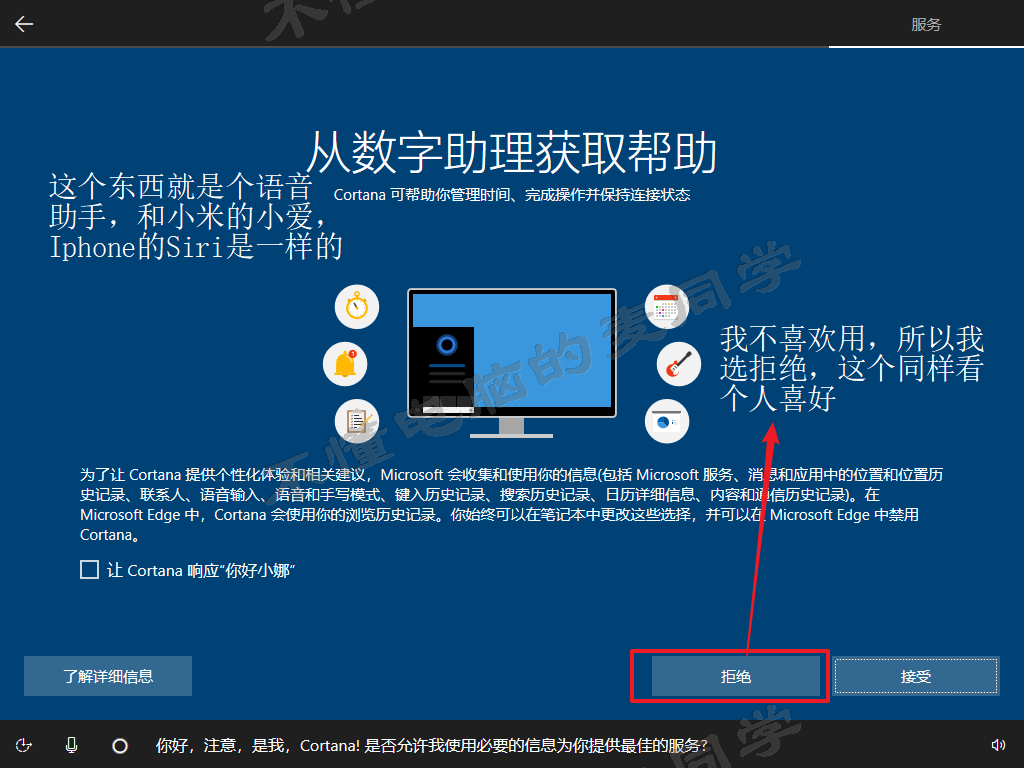 服务
从数字助理获取帮助
Cortana 可帮助你管理时间、完成操作并保持连接状态
这个东西就是个语音
助手，和小米的小爱，
Iphone的Siri是一样的
我不喜欢用，所以我
选拒绝，这个同样看
个人喜好
不懂电脑的麦同学
为了让 Cortana 提供个性化体验和相关建议，Microsoft 会收集和使用你的信息(包括 Microsoft 服务、消息和应用中的位置和位置历
史记录、联系人、语音输入、语音和手写模式、键入历史记录、搜索历史记录、日历详细信息、内容和通信历史记录)。在
Microsoft Edge 中，Cortana 会使用你的浏览历史记录。你始终可以在笔记本中更改这些选择，并可以在 Microsoft Edge 中禁用
Cortana。
让 Cortana 响应“你好小娜”
了解详细信息
拒绝
接受
你好，注意，是我，Cortana! 是否允许我使用必要的信息为你提供最佳的服务?
同学